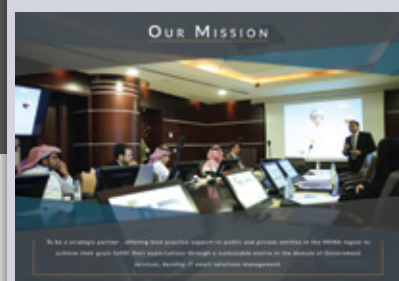 OUR MISSION
To be a strategic partner , offering best practice support to public and private entities in the MENA region to
achieve their goals fulfil their expectations through a sustainable matrix in the domain of Government
services, develop IT smart solutions management.